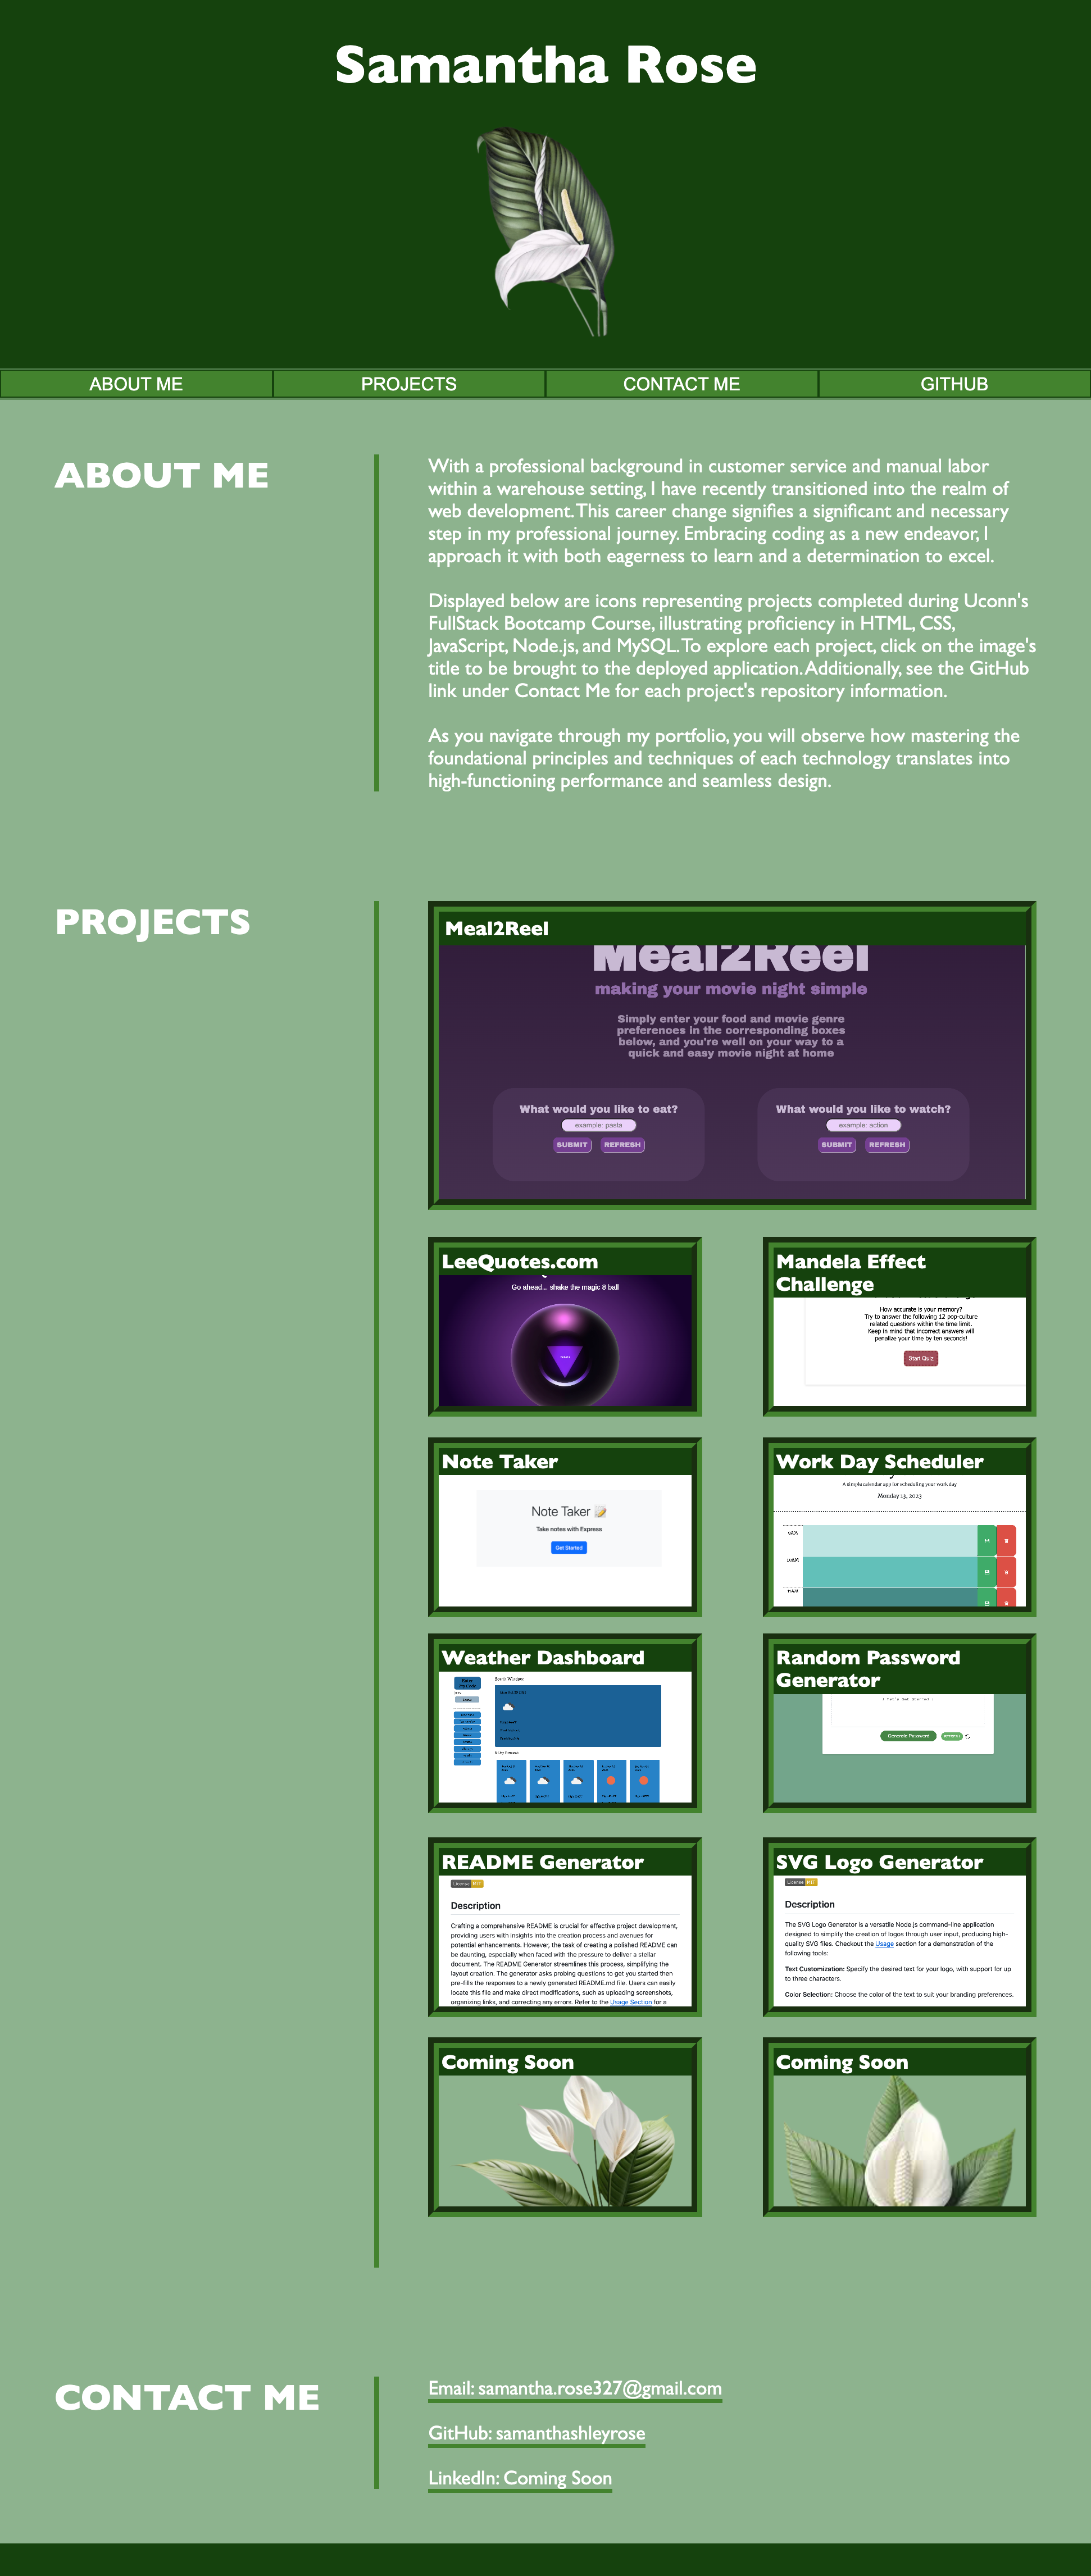 Samantha Rose
ABOUT ME
PROJECTS
CONTACT ME
GITHUB
ABOUT ME
With a professional background in customer service and manual labor
within a warehouse setting, I have recently transitioned into the realm of
web development. This career change signifies a significant and necessary
step in my professional journey. Embracing coding as a new endeavor, I
approach it with both eagerness to learn and a determination to excel.
Displayed below are icons representing projects completed during Uconn's
FullStack Bootcamp Course, illustrating proficiency in HTML, CSS,
JavaScript, Node.js, and MySQL. To explore each project, click on the image's
title to be brought to the deployed application. Additionally, see the GitHub
link under Contact Me for each project's repository information.
As you navigate through my portfolio, you will observe how mastering the
foundational principles and techniques of each technology translates into
high-functioning performance and seamless design.
PROJECTS
Meal2Reel
Meal2Reel
making your movie night simple
Simply enter your food and movie genre
preferences in the corresponding boxes
below, and you're well on your way to a
quick and easy movie night at home
What would you like to eat?
example: pasta
SUBMIT REFRESH
What would you like to watch?
example: action
SUBMIT REFRESH
LeeQuotes.com
Go ahead... shake the magic 8 ball
Mandela Effect
Challenge
How accurate is your memory?
Try to answer the following 12 pop-culture
related questions within the time limit.
Keep in mind that incorrect answers will
penalize your time by ten seconds!
Start Quiz
Note Taker
Note Taker
Take notes with Express
Get Started
Work Day Scheduler
A simple calendar app for scheduling your work day
Monday 13, 2023
9AM
10AM
11AM
Weather Dashboard
Random Password
Generator
Generate Password
README Generator
License MIT
Description
Crafting a comprehensive README is crucial for effective project development,
providing users with insights into the creation process and avenues for
potential enhancements. However, the task of creating a polished README can
be daunting, especially when faced with the pressure to deliver a stellar
document. The README Generator streamlines this process, simplifying the
layout creation. The generator asks probing questions to get you started then
pre-fills the responses to a newly generated README.md file. Users can easily
locate this file and make direct modifications, such as uploading screenshots,
organizing links, and correcting any errors. Refer to the Usage Section for a
SVG Logo Generator
License MIT
Description
The SVG Logo Generator is a versatile Node.js command-line application
designed to simplify the creation of logos through user input, producing high-
quality SVG files. Checkout the Usage section for a demonstration of the
following tools:
Text Customization: Specify the desired text for your logo, with support for up
to three characters.
Color Selection: Choose the color of the text to suit your branding preferences.
Coming Soon
Coming Soon
CONTACT ME
Email: samantha.rose327@gmail.com
GitHub: samanthashleyrose
LinkedIn: Coming Soon